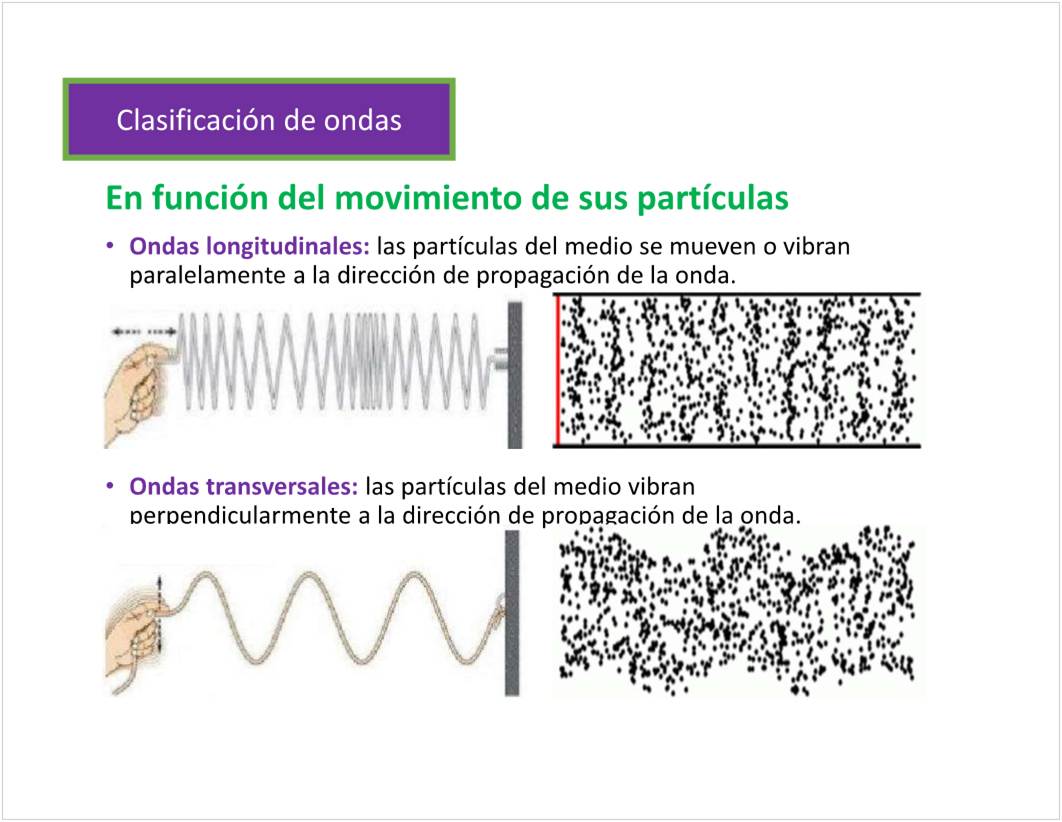 Clasificación de ondas
En función del movimiento de sus partículas
• Ondas longitudinales: las partículas del medio se mueven o vibran
paralelamente a la dirección de propagación de la onda.
• Ondas transversales: las partículas del medio vibran
perpendicularmente a la dirección de propagación de la onda.